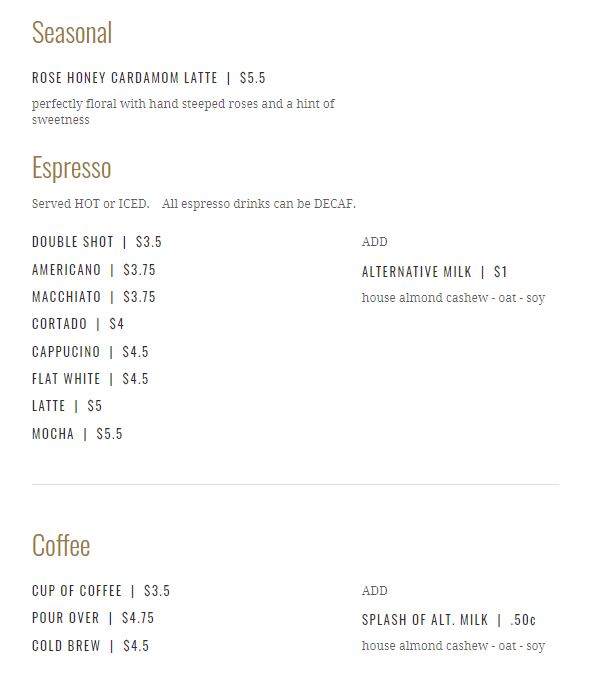 Seasonal
ROSE HONEY CARDAMOM LATTE | $5.5
perfectly floral with hand steeped roses and a hint of
sweetness
Espresso
Served HOT or ICED. All espresso drinks can be DECAF.
DOUBLE SHOT | $3.5
AMERICANO | $3.75
MACCHIATO | $3.75
CORTADO | $4
CAPPUCINO | $4.5
FLAT WHITE | $4.5
LATTE | $5
MOCHA | $5.5
ADD
ALTERNATIVE MILK | $1
house almond cashew - oat - soy
Coffee
CUP OF COFFEE | $3.5
POUR OVER | $4.75
COLD BREW | $4.5
ADD
SPLASH OF ALT. MILK | .50¢
house almond cashew - oat - soy